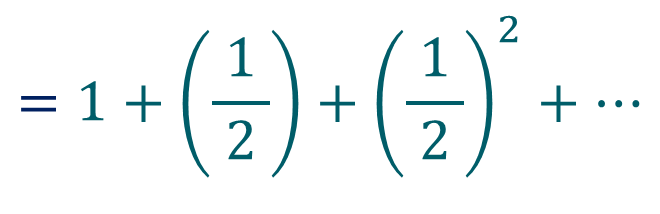 = 1 + (1/2) + (1/2)² + ⋯